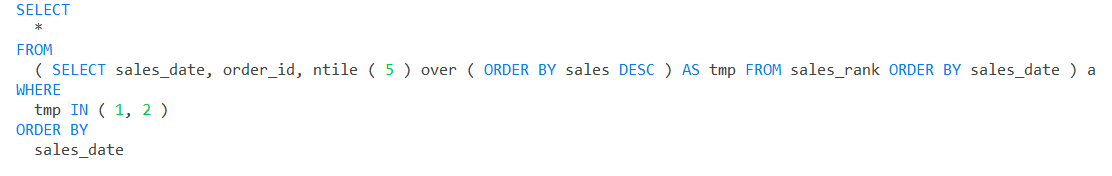 SELECT
*
FROM
( SELECT sales_date, order_id, ntile ( 5 ) over ( ORDER BY sales DESC ) AS tmp FROM sales_rank ORDER BY sales_date ) a
WHERE
tmp IN ( 1, 2 )
ORDER BY
sales_date